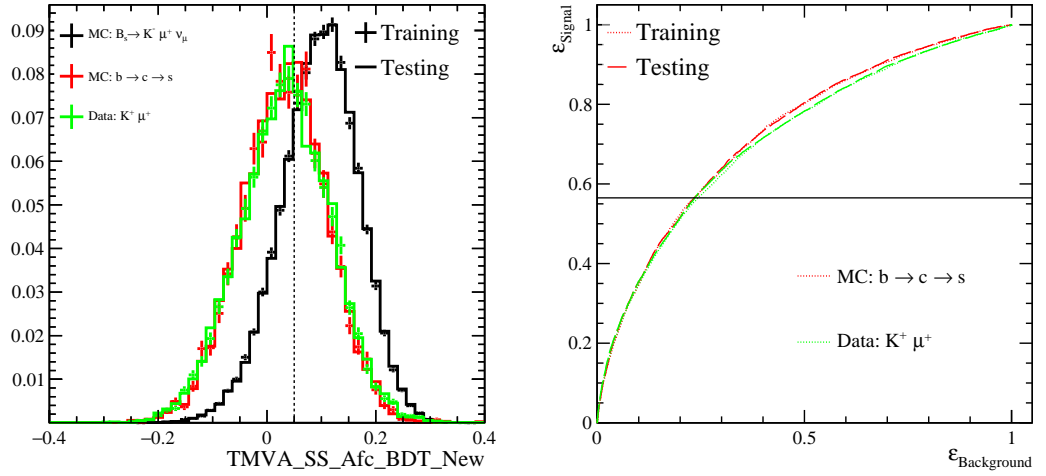 0.09
0.08
0.07
0.06
0.05
0.04
0.03
0.02
0.01
MC: Bₛ→ K⁻ μ⁺ νμ
MC: b → c → s
Data: K⁺ μ⁺
Training
Testing
−0.4 −0.2 0 0.2 0.4
TMVA_SS_Afc_BDT_New
εSignal
1
0.8
0.6
0.4
0.2
0
Training
Testing
MC: b → c → s
Data: K⁺ μ⁺
0 0.5 1
εBackground